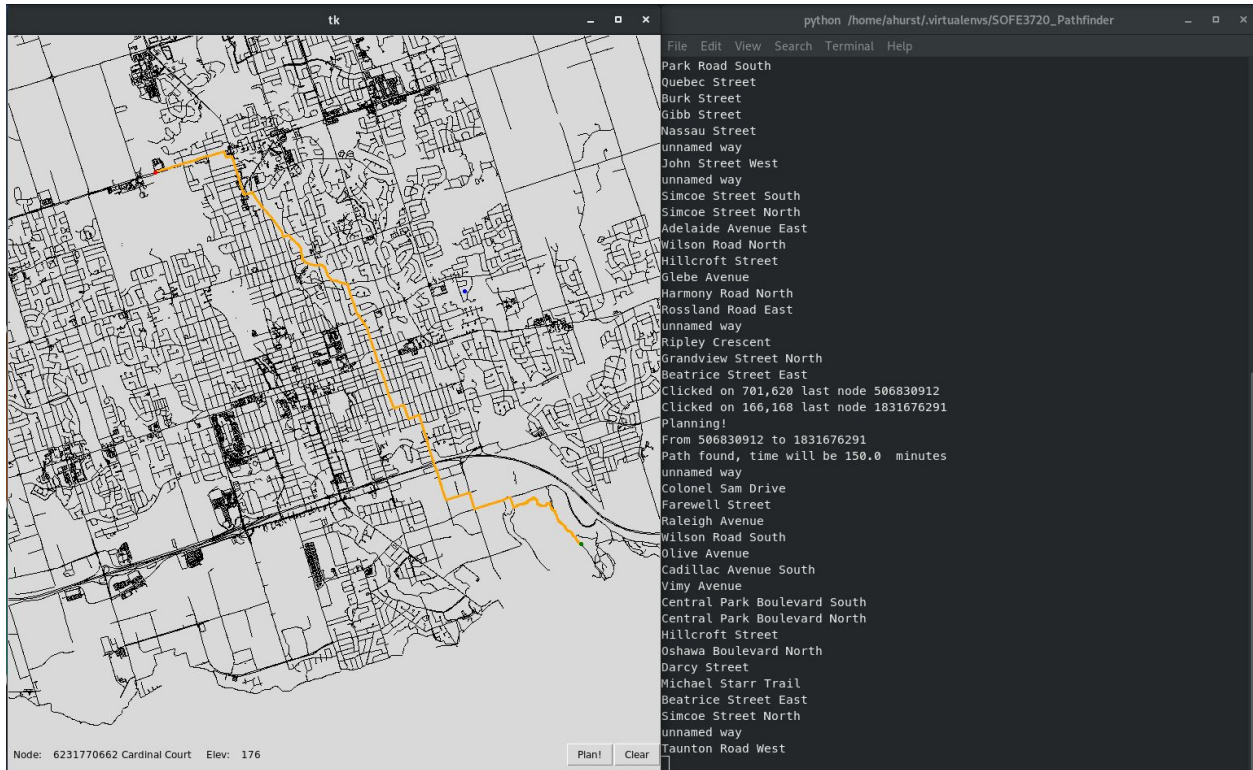 tk
Node: 6231770662 Cardinal Court Elev: 176
Plan!
Clear
python /home/ahurst/.virtualenvs/SOFE3720_Pathfinder
File Edit View Search Terminal Help
Park Road South
Quebec Street
Burk Street
Gibb Street
Nassau Street
unnamed way
John Street West
unnamed way
Simcoe Street South
Simcoe Street North
Adelaide Avenue East
Wilson Road North
Hillcroft Street
Glebe Avenue
Harmony Road North
Rossland Road East
unnamed way
Ripley Crescent
Grandview Street North
Beatrice Street East
Clicked on 701,620 last node 506830912
Clicked on 166,168 last node 1831676291
Planning!
From 506830912 to 1831676291
Path found, time will be 150.0  minutes
unnamed way
Colonel Sam Drive
Farewell Street
Raleigh Avenue
Wilson Road South
Olive Avenue
Cadillac Avenue South
Vimy Avenue
Central Park Boulevard South
Central Park Boulevard North
Hillcroft Street
Oshawa Boulevard North
Darcy Street
Michael Starr Trail
Beatrice Street East
Simcoe Street North
unnamed way
Taunton Road West